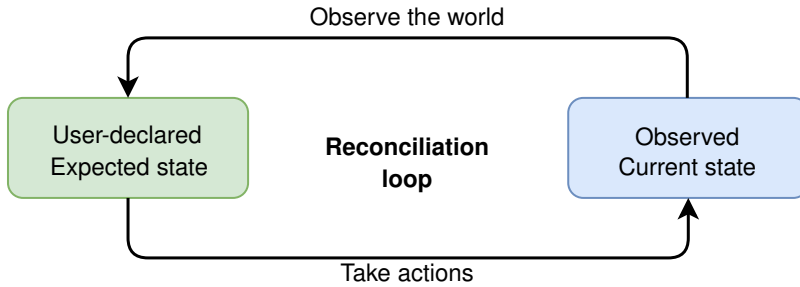 Observe the world
User-declared
Expected state
Reconciliation
loop
Observed
Current state
Take actions